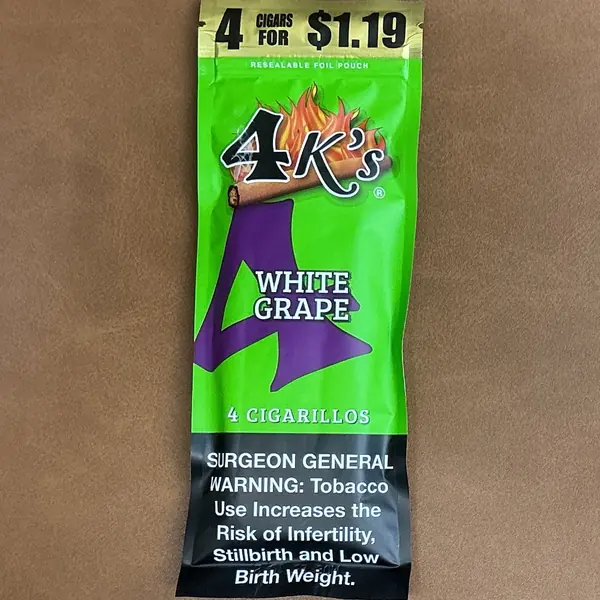 4 CIGARS FOR $1.19
RESEALABLE FOIL POUCH
4K's®
WHITE
GRAPE
4 CIGARILLOS
SURGEON GENERAL
WARNING: Tobacco
Use Increases the
Risk of Infertility,
Stillbirth and Low
Birth Weight.